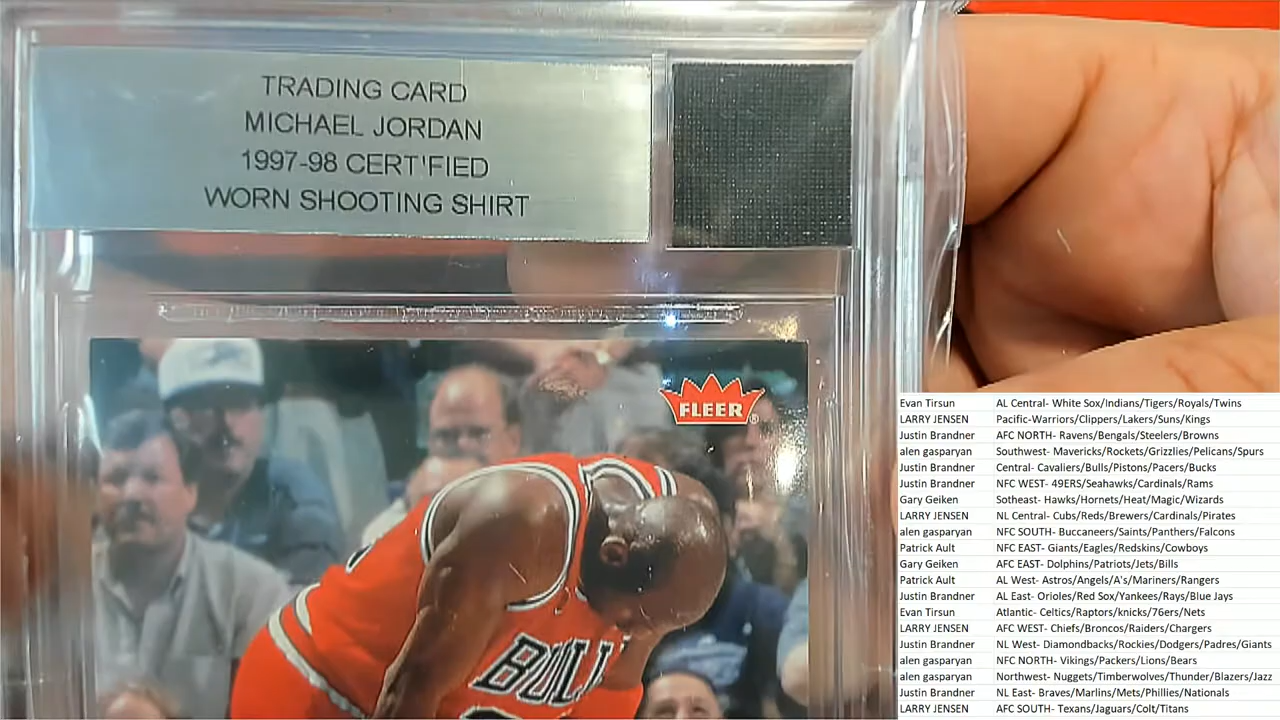 TRADING CARD
MICHAEL JORDAN
1997-98 CERT'FIED
WORN SHOOTING SHIRT
FLEER®
BULL
Evan Tirsun AL Central- White Sox/Indians/Tigers/Royals/Twins
LARRY JENSEN Pacific-Warriors/Clippers/Lakers/Suns/Kings
Justin Brandner AFC NORTH- Ravens/Bengals/Steelers/Browns
alen gasparyan Southwest- Mavericks/Rockets/Grizzlies/Pelicans/Spurs
Justin Brandner Central- Cavaliers/Bulls/Pistons/Pacers/Bucks
Justin Brandner NFC WEST- 49ERS/Seahawks/Cardinals/Rams
Gary Geiken Sotheast- Hawks/Hornets/Heat/Magic/Wizards
LARRY JENSEN NL Central- Cubs/Reds/Brewers/Cardinals/Pirates
alen gasparyan NFC SOUTH- Buccaneers/Saints/Panthers/Falcons
Patrick Ault NFC EAST- Giants/Eagles/Redskins/Cowboys
Gary Geiken AFC EAST- Dolphins/Patriots/Jets/Bills
Patrick Ault AL West- Astros/Angels/A's/Mariners/Rangers
Justin Brandner AL East- Orioles/Red Sox/Yankees/Rays/Blue Jays
Evan Tirsun Atlantic- Celtics/Raptors/knicks/76ers/Nets
LARRY JENSEN AFC WEST- Chiefs/Broncos/Raiders/Chargers
Justin Brandner NL West- Diamondbacks/Rockies/Dodgers/Padres/Giants
alen gasparyan NFC NORTH- Vikings/Packers/Lions/Bears
alen gasparyan Northwest- Nuggets/Timberwolves/Thunder/Blazers/Jazz
Justin Brandner NL East- Braves/Marlins/Mets/Phillies/Nationals
LARRY JENSEN AFC SOUTH- Texans/Jaguars/Colt/Titans